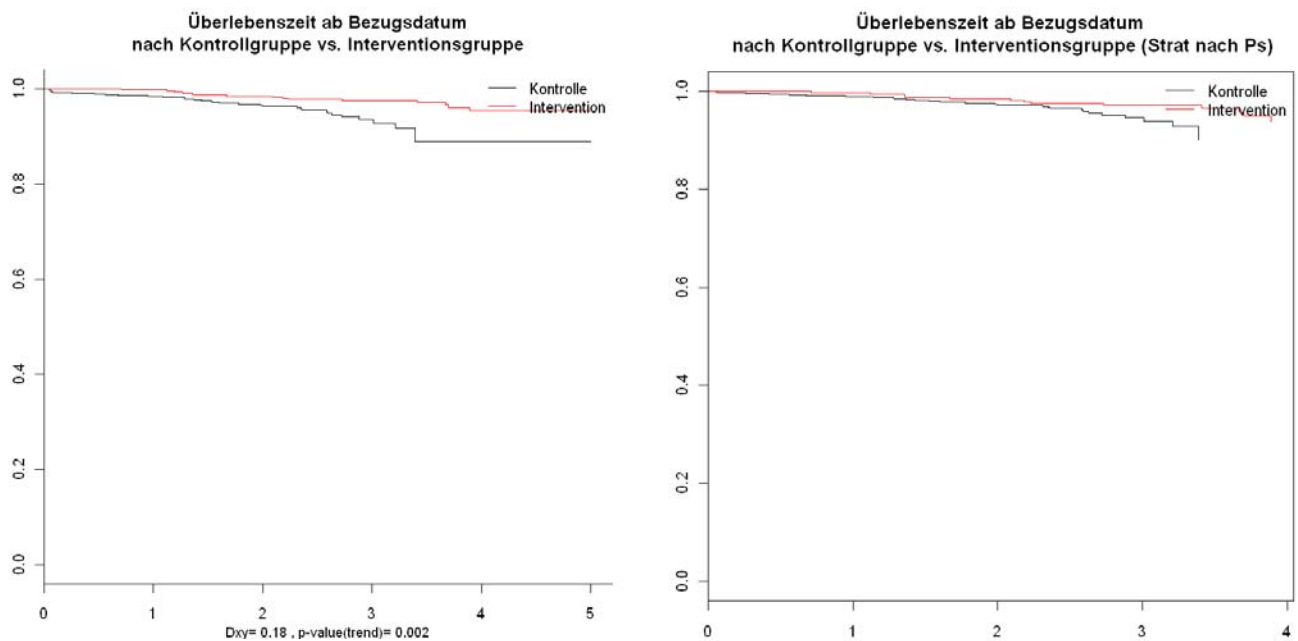 Überlebenszeit ab Bezugsdatum
nach Kontrollgruppe vs. Interventionsgruppe
1.0
0.8
0.6
0.4
0.2
0.0
Kontrolle
Intervention
0 1 2 3 4 5
Dxy= 0.18 , p-value(trend)= 0.002
Überlebenszeit ab Bezugsdatum
nach Kontrollgruppe vs. Interventionsgruppe (Strat nach Ps)
1.0
0.8
0.6
0.4
0.2
0.0
Kontrolle
Intervention
0 1 2 3 4